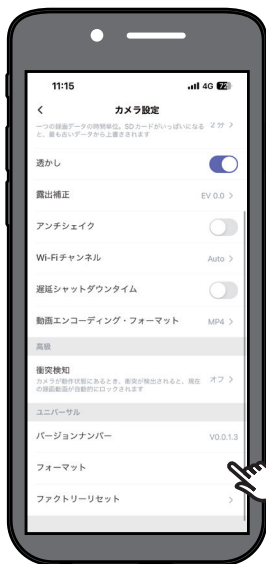 11:15
4G 72
カメラ設定
一つの録画データの時間単位。SDカードがいっぱいになる 2分
と、最も古いデータから上書きされます
透かし
露出補正 EV 0.0
アンチシェイク
Wi-Fiチャンネル Auto
遅延シャットダウンタイム
動画エンコーディング・フォーマット MP4
高級
衝突検知
カメラが動作状態にあるとき、衝突が検出されると、現在 オフ
の録画動画が自動的にロックされます
ユニバーサル
バージョンナンバー V0.0.1.3
フォーマット
ファクトリーリセット